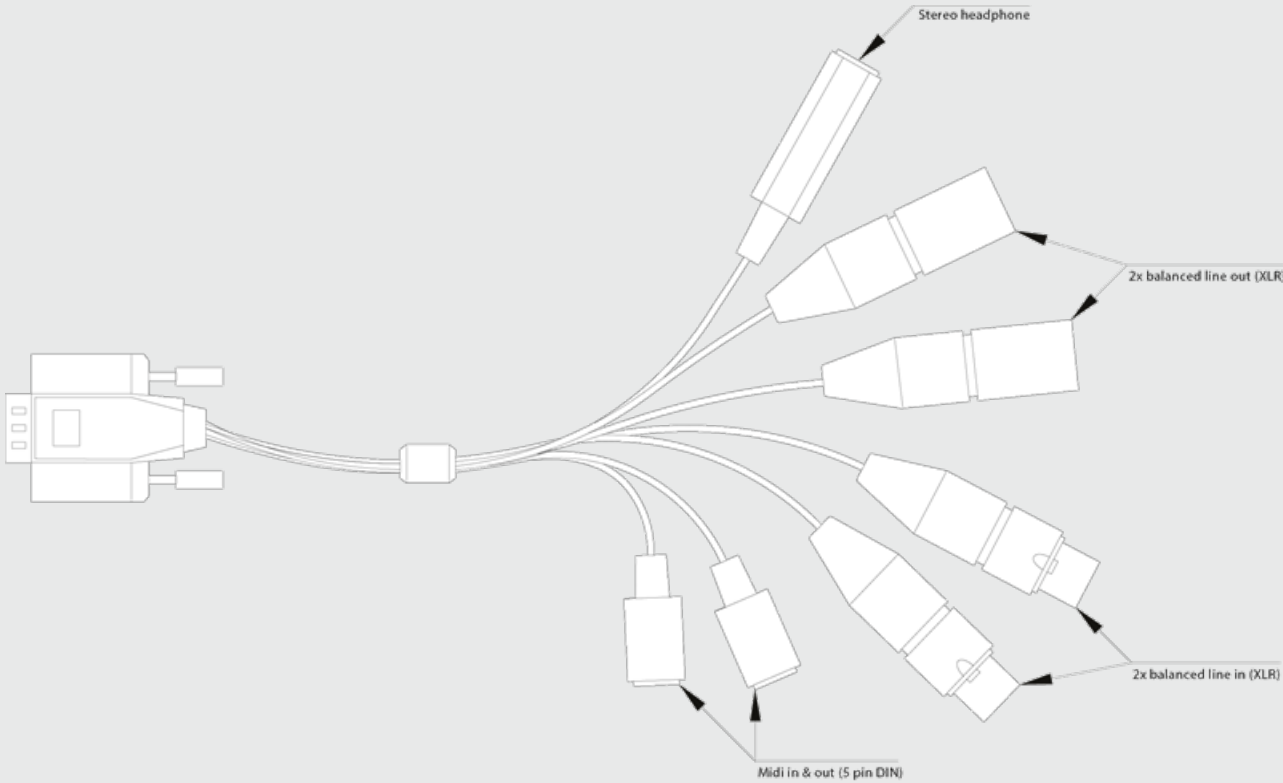 Stereo headphone
2x balanced line out (XLR)
2x balanced line in (XLR)
Midi in & out (5 pin DIN)